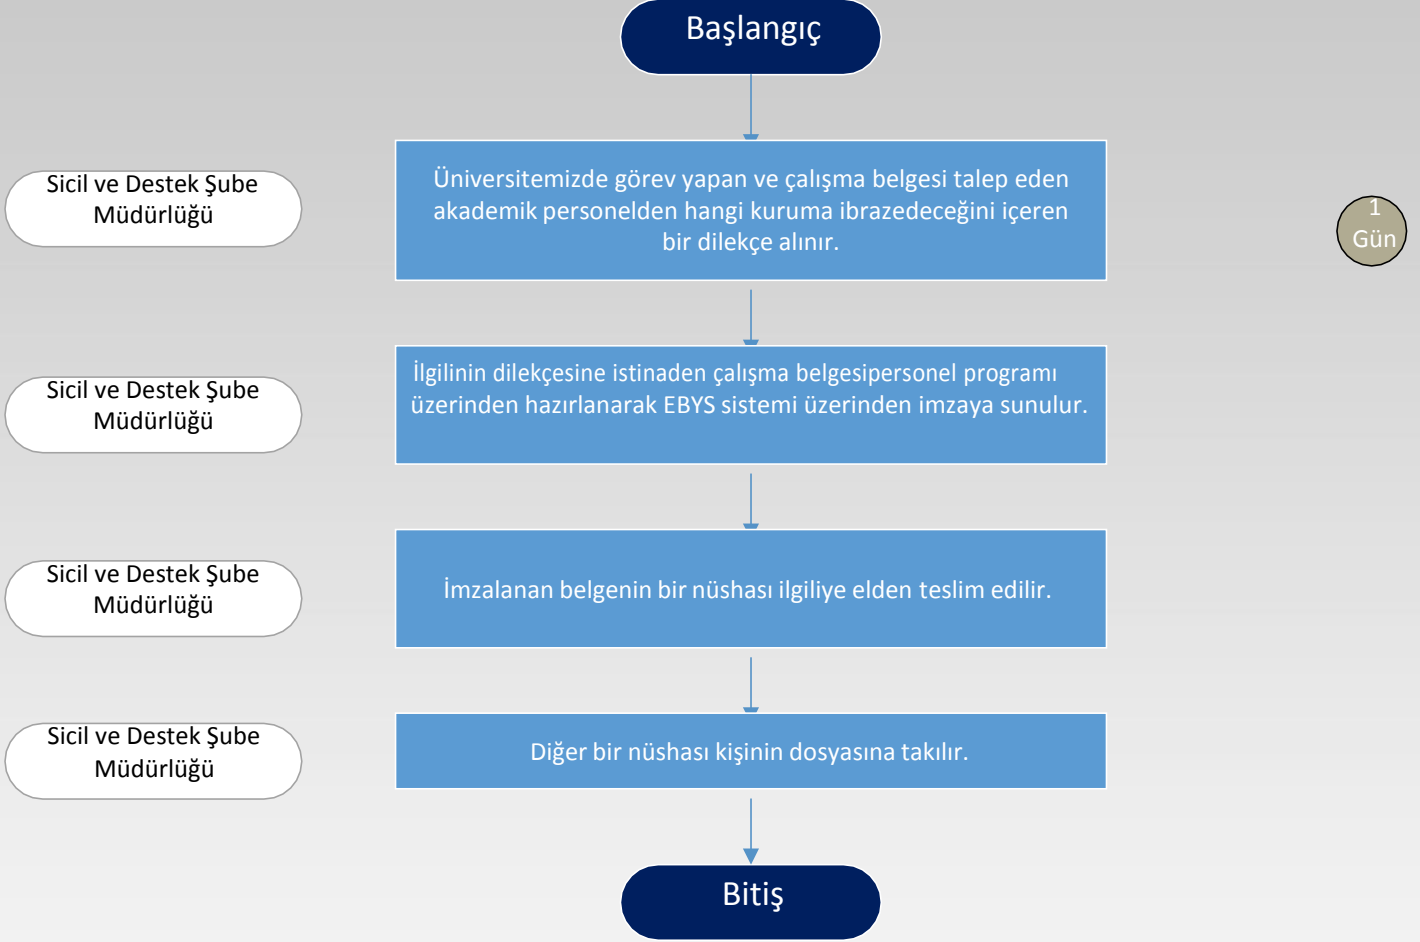 Başlangıç
Sicil ve Destek Şube
Müdürlüğü
Üniversitemizde görev yapan ve çalışma belgesi talep eden
akademik personelden hangi kuruma ibrazedeceğini içeren
bir dilekçe alınır.
1
Gün
Sicil ve Destek Şube
Müdürlüğü
İlgilinin dilekçesine istinaden çalışma belgesipersonel programı
üzerinden hazırlanarak EBYS sistemi üzerinden imzaya sunulur.
Sicil ve Destek Şube
Müdürlüğü
İmzalanan belgenin bir nüshası ilgiliye elden teslim edilir.
Sicil ve Destek Şube
Müdürlüğü
Diğer bir nüshası kişinin dosyasına takılır.
Bitiş